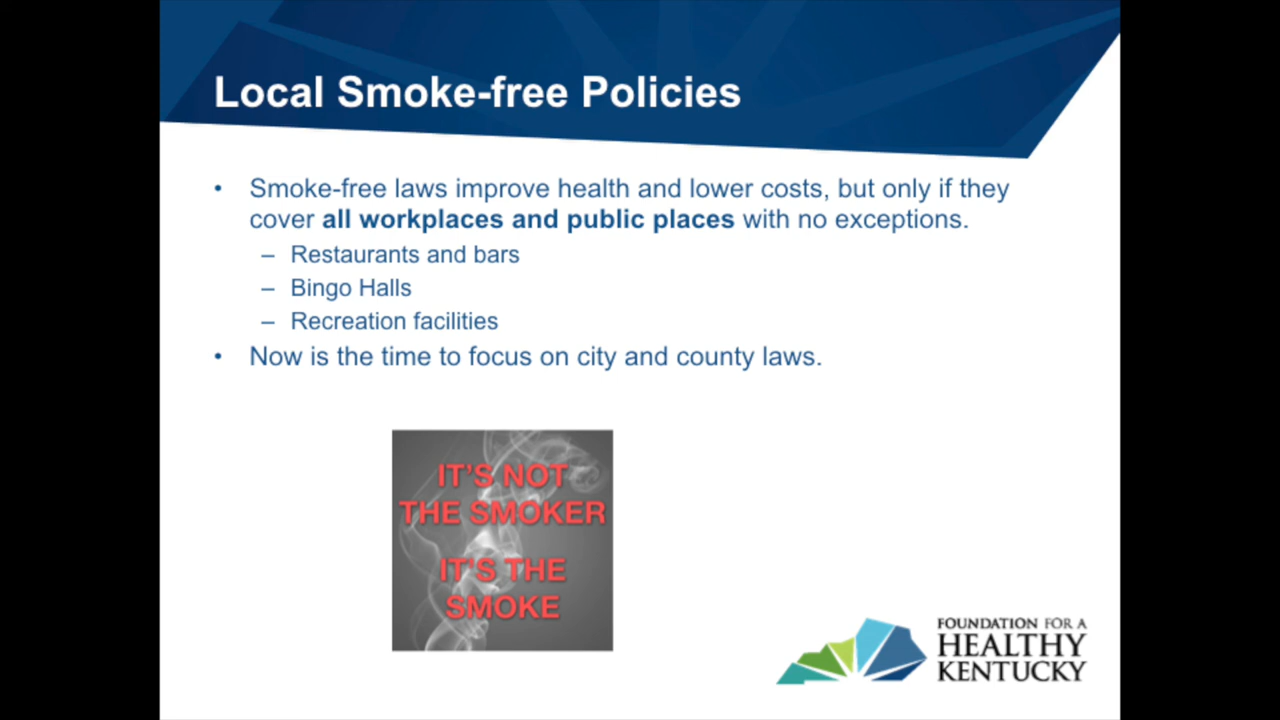 Local Smoke-free Policies
• Smoke-free laws improve health and lower costs, but only if they
cover all workplaces and public places with no exceptions.
– Restaurants and bars
– Bingo Halls
– Recreation facilities
• Now is the time to focus on city and county laws.
IT'S NOT
THE SMOKER
IT'S THE
SMOKE
FOUNDATION FOR A
HEALTHY
KENTUCKY